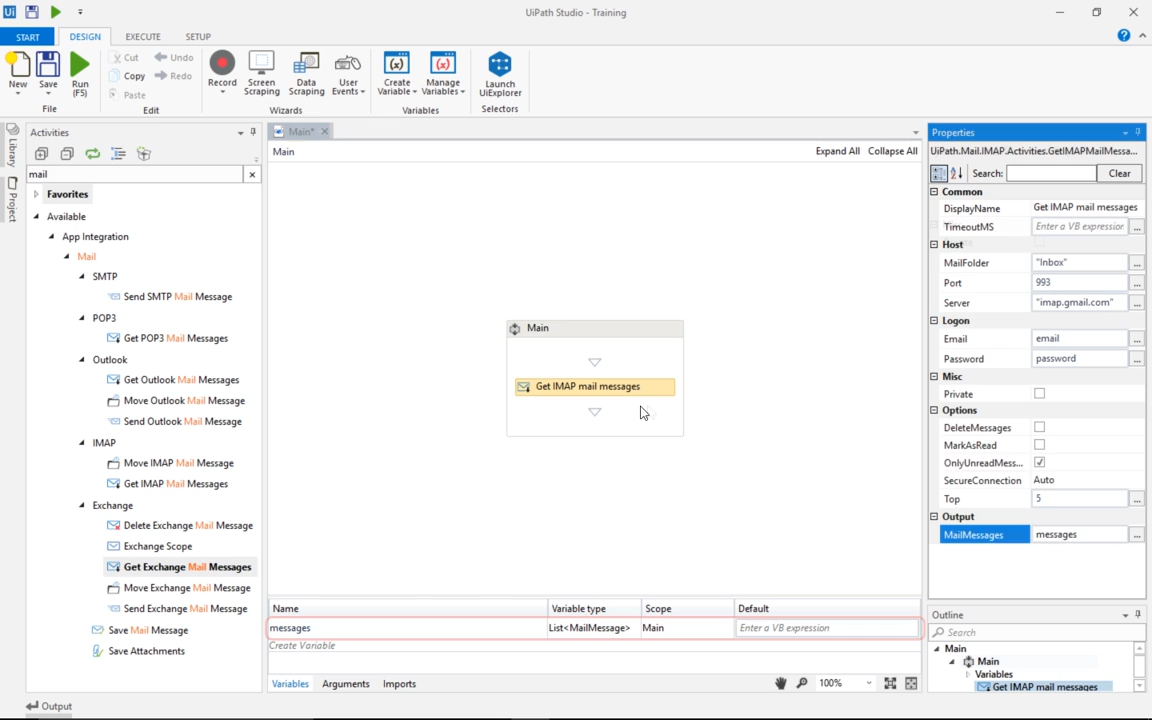 Ui
UiPath Studio - Training
START DESIGN EXECUTE SETUP
New
Save
Run
(F5)
File
Cut
Copy
Paste
Undo
Redo
Edit
Record
Screen
Scraping
Data
Scraping
User
Events
Wizards
Create
Variable
Manage
Variables
Variables
Launch
UiExplorer
Selectors
Library
Project
Activities
mail
Favorites
Available
App Integration
Mail
SMTP
Send SMTP Mail Message
POP3
Get POP3 Mail Messages
Outlook
Get Outlook Mail Messages
Move Outlook Mail Message
Send Outlook Mail Message
IMAP
Move IMAP Mail Message
Get IMAP Mail Messages
Exchange
Delete Exchange Mail Message
Exchange Scope
Get Exchange Mail Messages
Move Exchange Mail Message
Send Exchange Mail Message
Save Mail Message
Save Attachments
Main*
Main
Expand All Collapse All
Main
Get IMAP mail messages
Name Variable type Scope Default
messages List<MailMessage> Main Enter a VB expression
Create Variable
Variables Arguments Imports
100%
Properties
UiPath.Mail.IMAP.Activities.GetIMAPMailMessa...
Search: Clear
Common
DisplayName Get IMAP mail messages
TimeoutMS Enter a VB expression ...
Host
MailFolder "Inbox" ...
Port 993 ...
Server "imap.gmail.com" ...
Logon
Email email ...
Password password ...
Misc
Private
Options
DeleteMessages
MarkAsRead
OnlyUnreadMess...
SecureConnection Auto
Top 5 ...
Output
MailMessages messages ...
Outline
Search
Main
Main
Variables
Get IMAP mail messages
Output